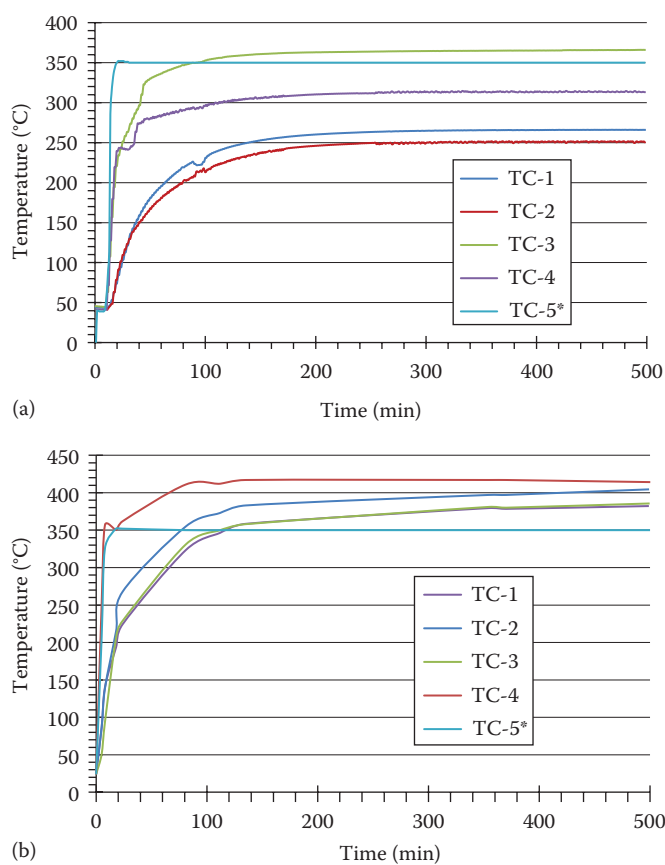 400
350
300
250
200
150
100
50
0
Temperature (°C)
TC-1
TC-2
TC-3
TC-4
TC-5*
0 100 200 300 400 500
(a)
Time (min)
450
400
350
300
250
200
150
100
50
0
Temperature (°C)
TC-1
TC-2
TC-3
TC-4
TC-5*
0 100 200 300 400 500
(b)
Time (min)